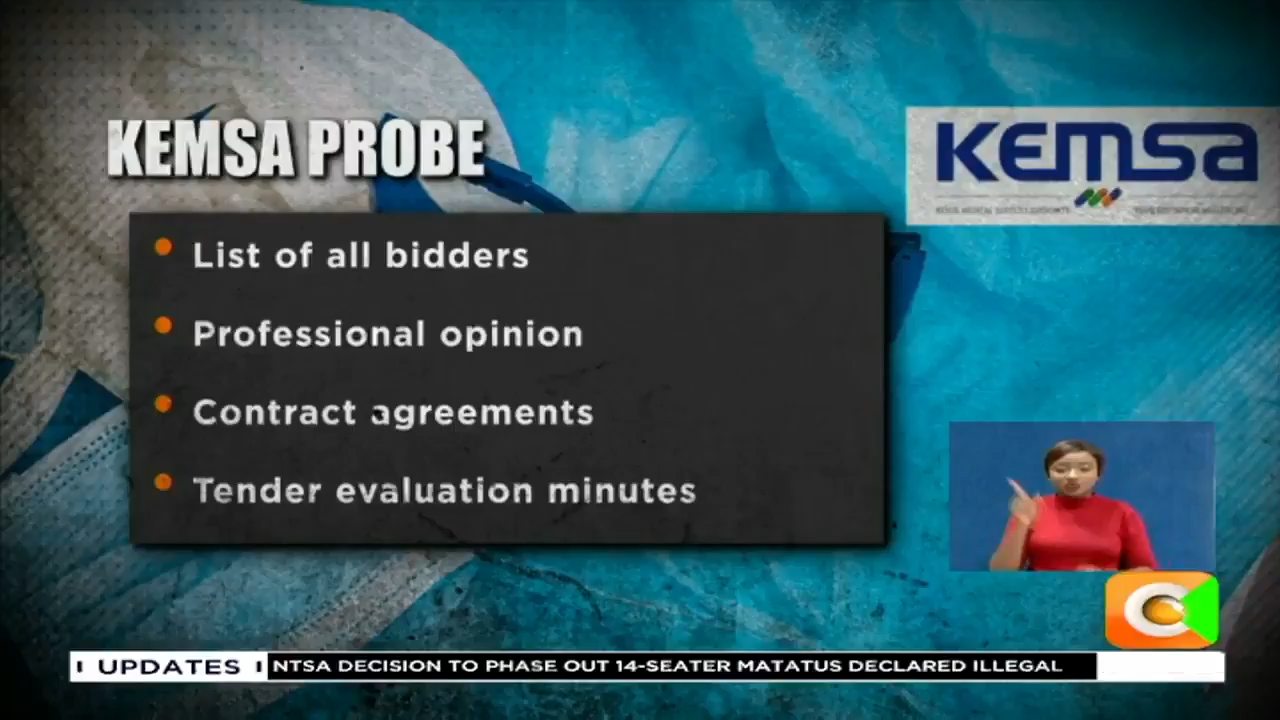 KEMSA PROBE
KEMSA
List of all bidders
Professional opinion
Contract agreements
Tender evaluation minutes
UPDATES
NTSA DECISION TO PHASE OUT 14-SEATER MATATUS DECLARED ILLEGAL